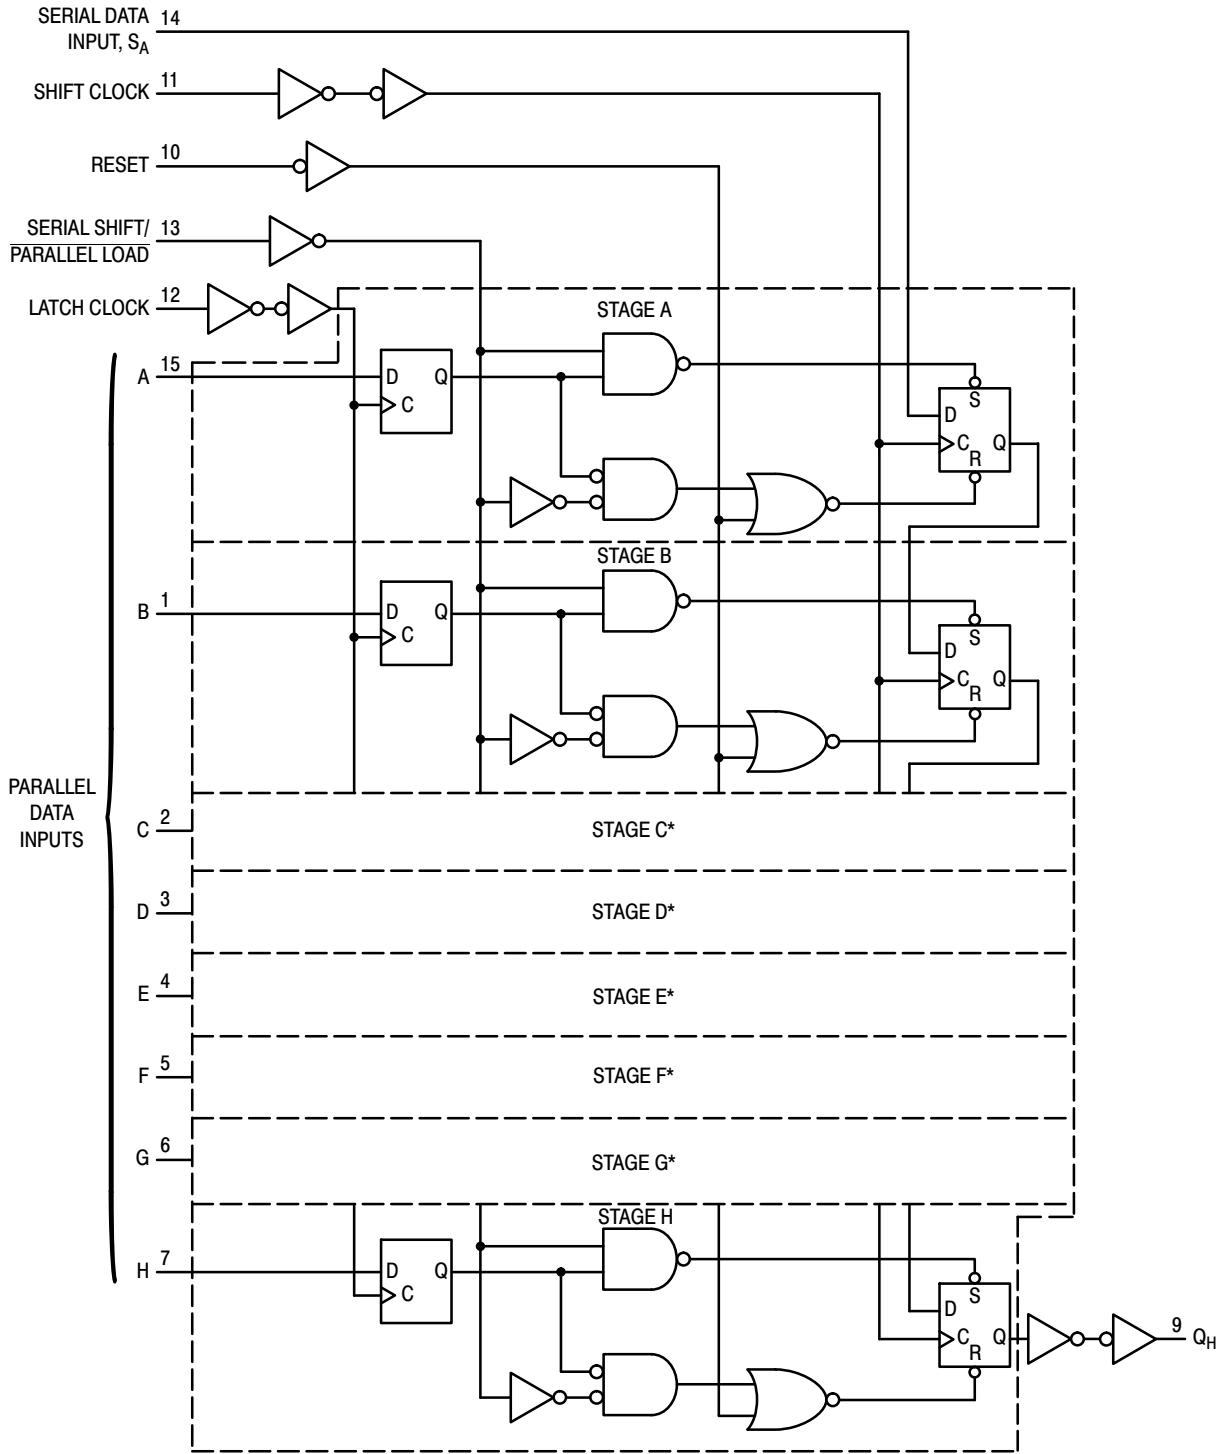 SERIAL DATA
INPUT, SA
14
SHIFT CLOCK
11
RESET
10
SERIAL SHIFT/
PARALLEL LOAD
13
LATCH CLOCK
12
STAGE A
A
15
D Q
C
S
D
C Q
R
STAGE B
B
1
D Q
C
S
D
C Q
R
PARALLEL
DATA
INPUTS
C
2
STAGE C*
D
3
STAGE D*
E
4
STAGE E*
F
5
STAGE F*
G
6
STAGE G*
STAGE H
H
7
D Q
C
S
D
C Q
R
9
QH